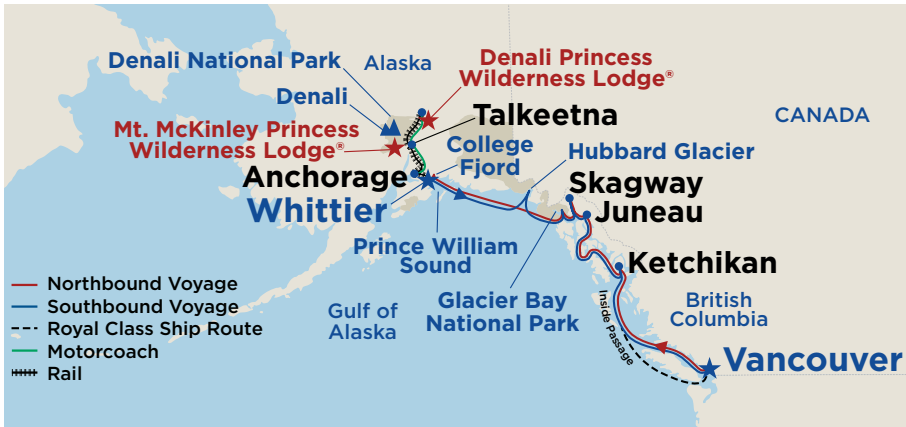 Denali National Park
Alaska
Denali Princess
Wilderness Lodge®
Denali
Talkeetna
CANADA
Mt. McKinley Princess
Wilderness Lodge®
College
Fjord
Hubbard Glacier
Anchorage
Skagway
Whittier
Juneau
Prince William
Sound
Ketchikan
Northbound Voyage
Southbound Voyage
Royal Class Ship Route
Motorcoach
Rail
Gulf of
Alaska
Glacier Bay
National Park
Inside Passage
British
Columbia
Vancouver